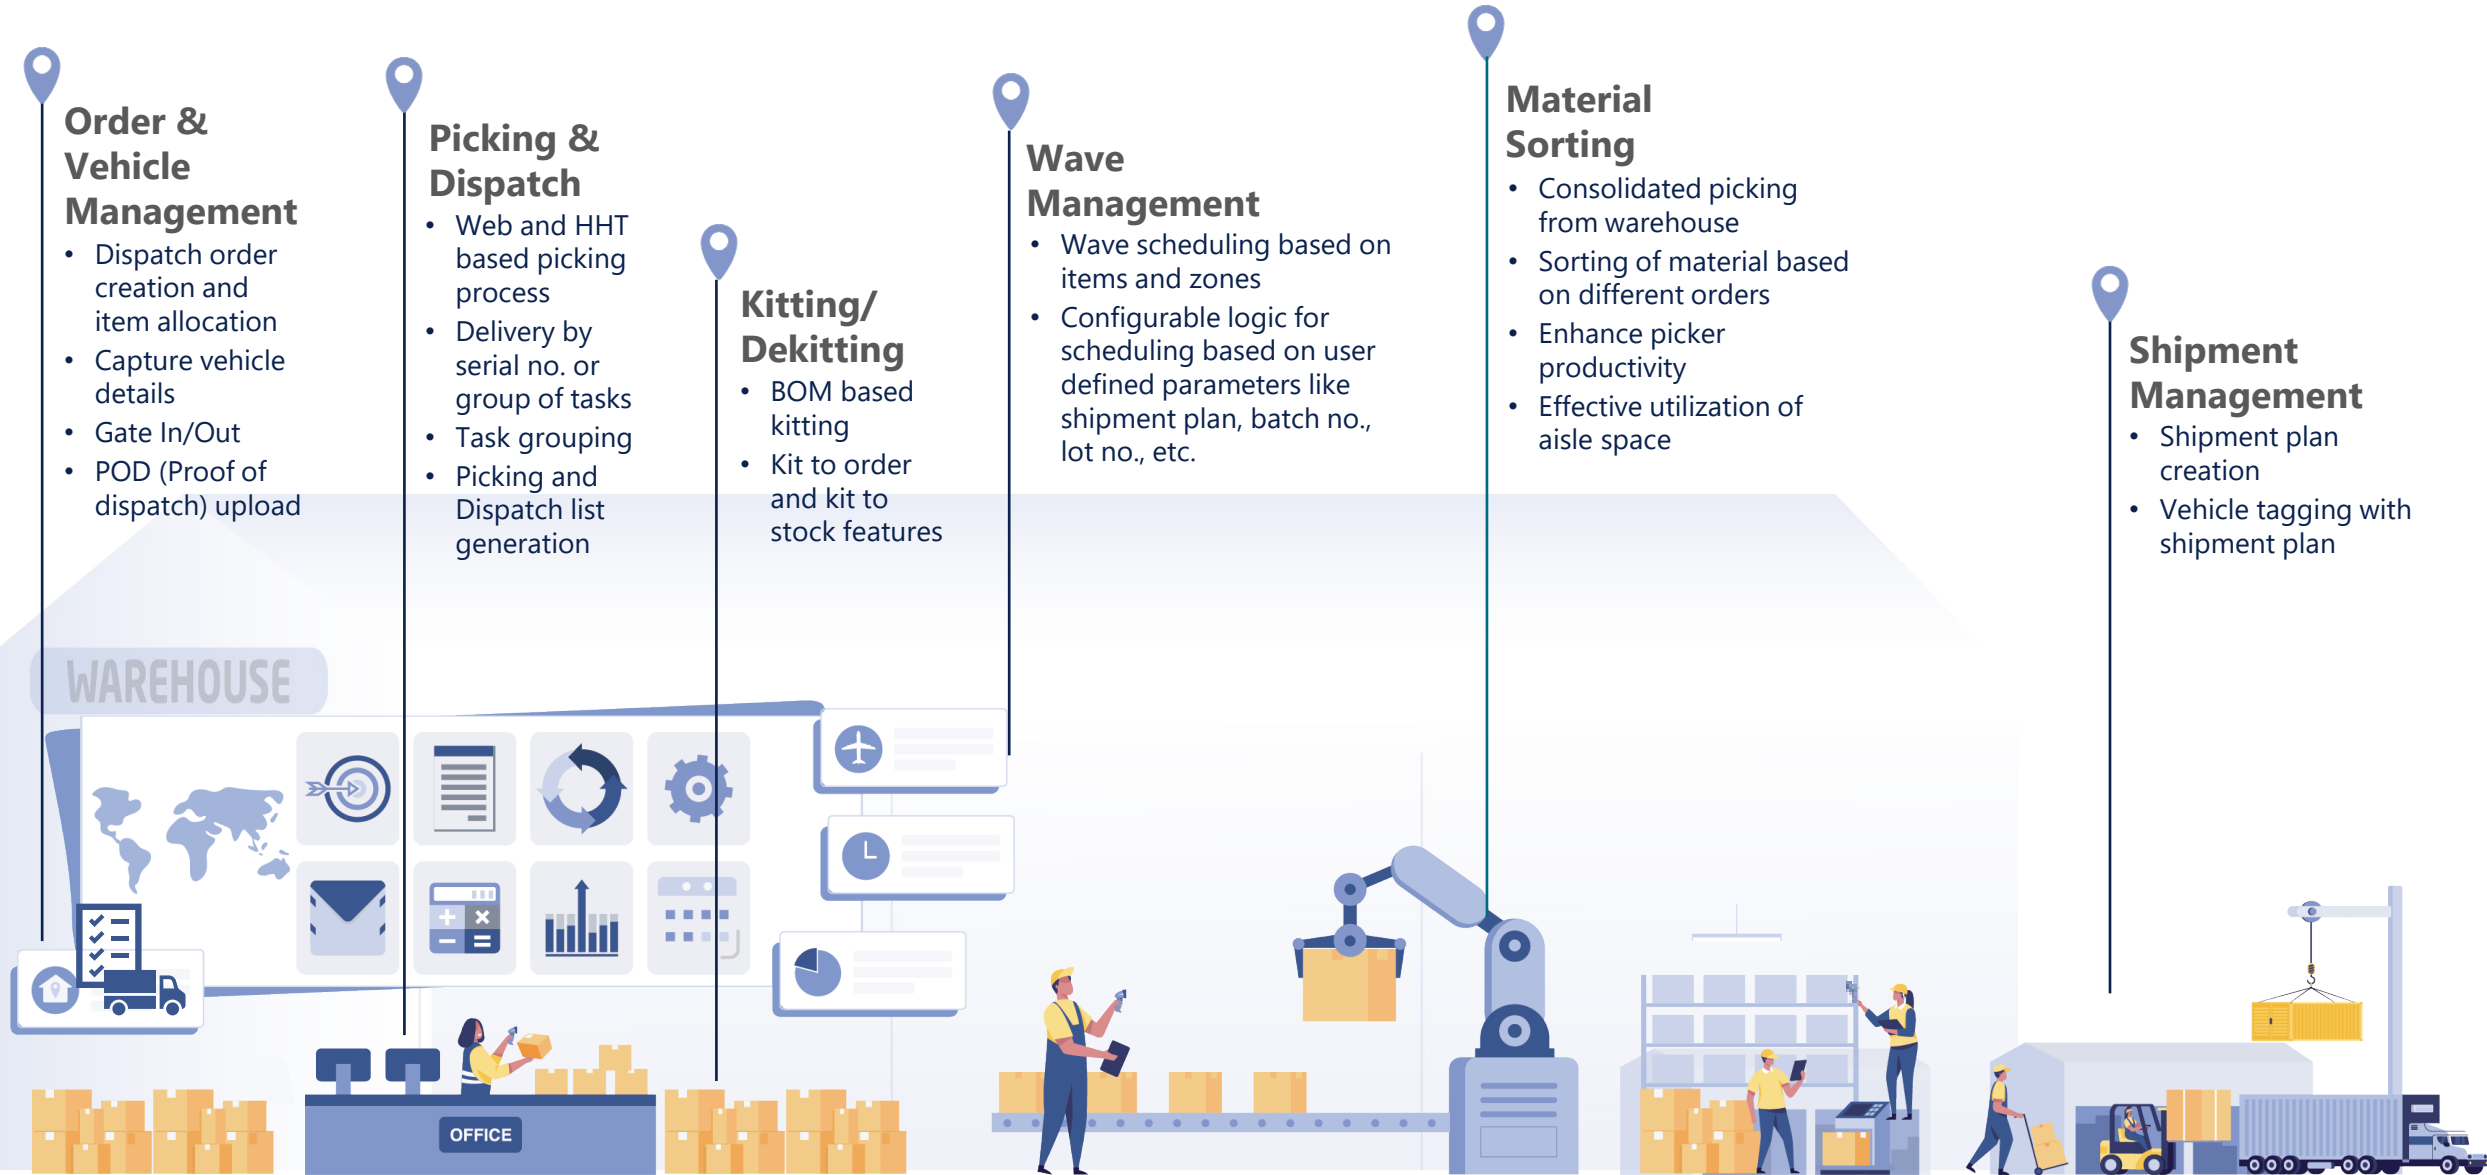 Order &
Vehicle
Management
• Dispatch order
creation and
item allocation
• Capture vehicle
details
• Gate In/Out
• POD (Proof of
dispatch) upload
Picking &
Dispatch
• Web and HHT
based picking
process
• Delivery by
serial no. or
group of tasks
• Task grouping
• Picking and
Dispatch list
generation
Kitting/
Dekitting
• BOM based
kitting
• Kit to order
and kit to
stock features
Wave
Management
• Wave scheduling based on
items and zones
• Configurable logic for
scheduling based on user
defined parameters like
shipment plan, batch no.,
lot no., etc.
Material
Sorting
• Consolidated picking
from warehouse
• Sorting of material based
on different orders
• Enhance picker
productivity
• Effective utilization of
aisle space
Shipment
Management
• Shipment plan
creation
• Vehicle tagging with
shipment plan
WAREHOUSE
OFFICE